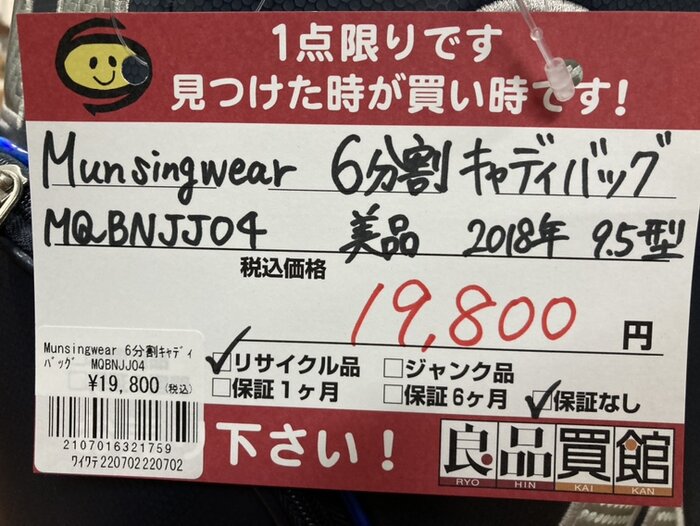 1点限りです
見つけた時が買い時です!
Munsingwear 6分割 キャディバッグ
MQBNJJ04 美品 2018年 9.5型
税込価格
19,800円
☑リサイクル品 □ジャンク品
□保証1ヶ月 □保証6ヶ月 ☑保証なし
Munsingwear 6分割ｷｬﾃﾞｨ
ﾊﾞｯｸﾞ MQBNJJ04
¥19,800(税込)
2107016321759
ワイワテ220702220702
下さい!
良品買館
RYO HIN KAI KAN